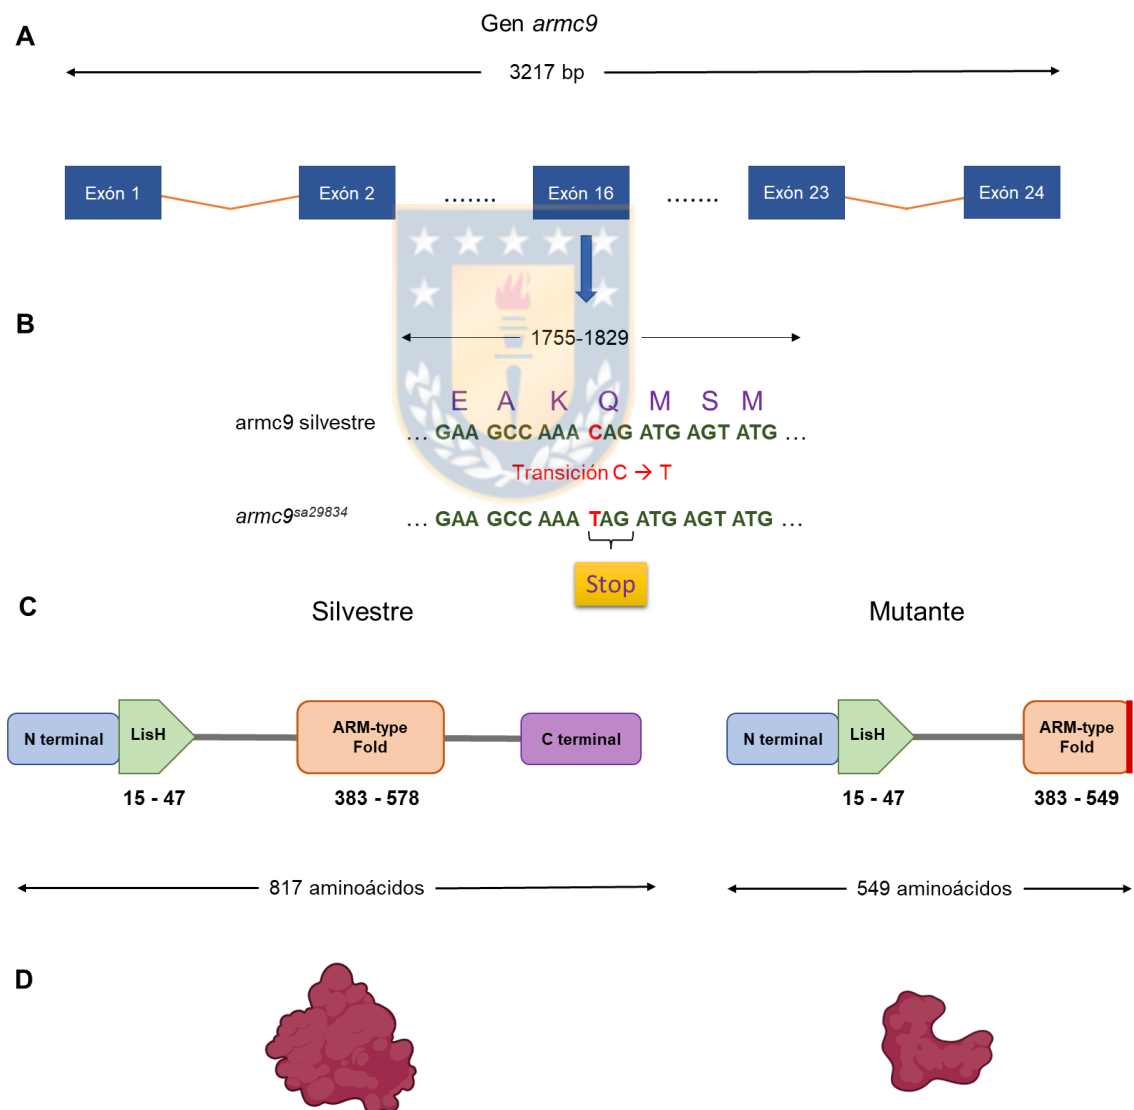 A
Gen armc9
3217 bp
Exón 1
Exón 2
.......
Exón 16
.......
Exón 23
Exón 24
B
1755-1829
E A K Q M S M
armc9 silvestre
... GAA GCC AAA CAG ATG AGT ATG ...
Transición C → T
armc9sa29834
... GAA GCC AAA TAG ATG AGT ATG ...
Stop
C
Silvestre
Mutante
N terminal
LisH
ARM-type
Fold
C terminal
N terminal
LisH
ARM-type
Fold
15 - 47
383 - 578
15 - 47
383 - 549
817 aminoácidos
549 aminoácidos
D